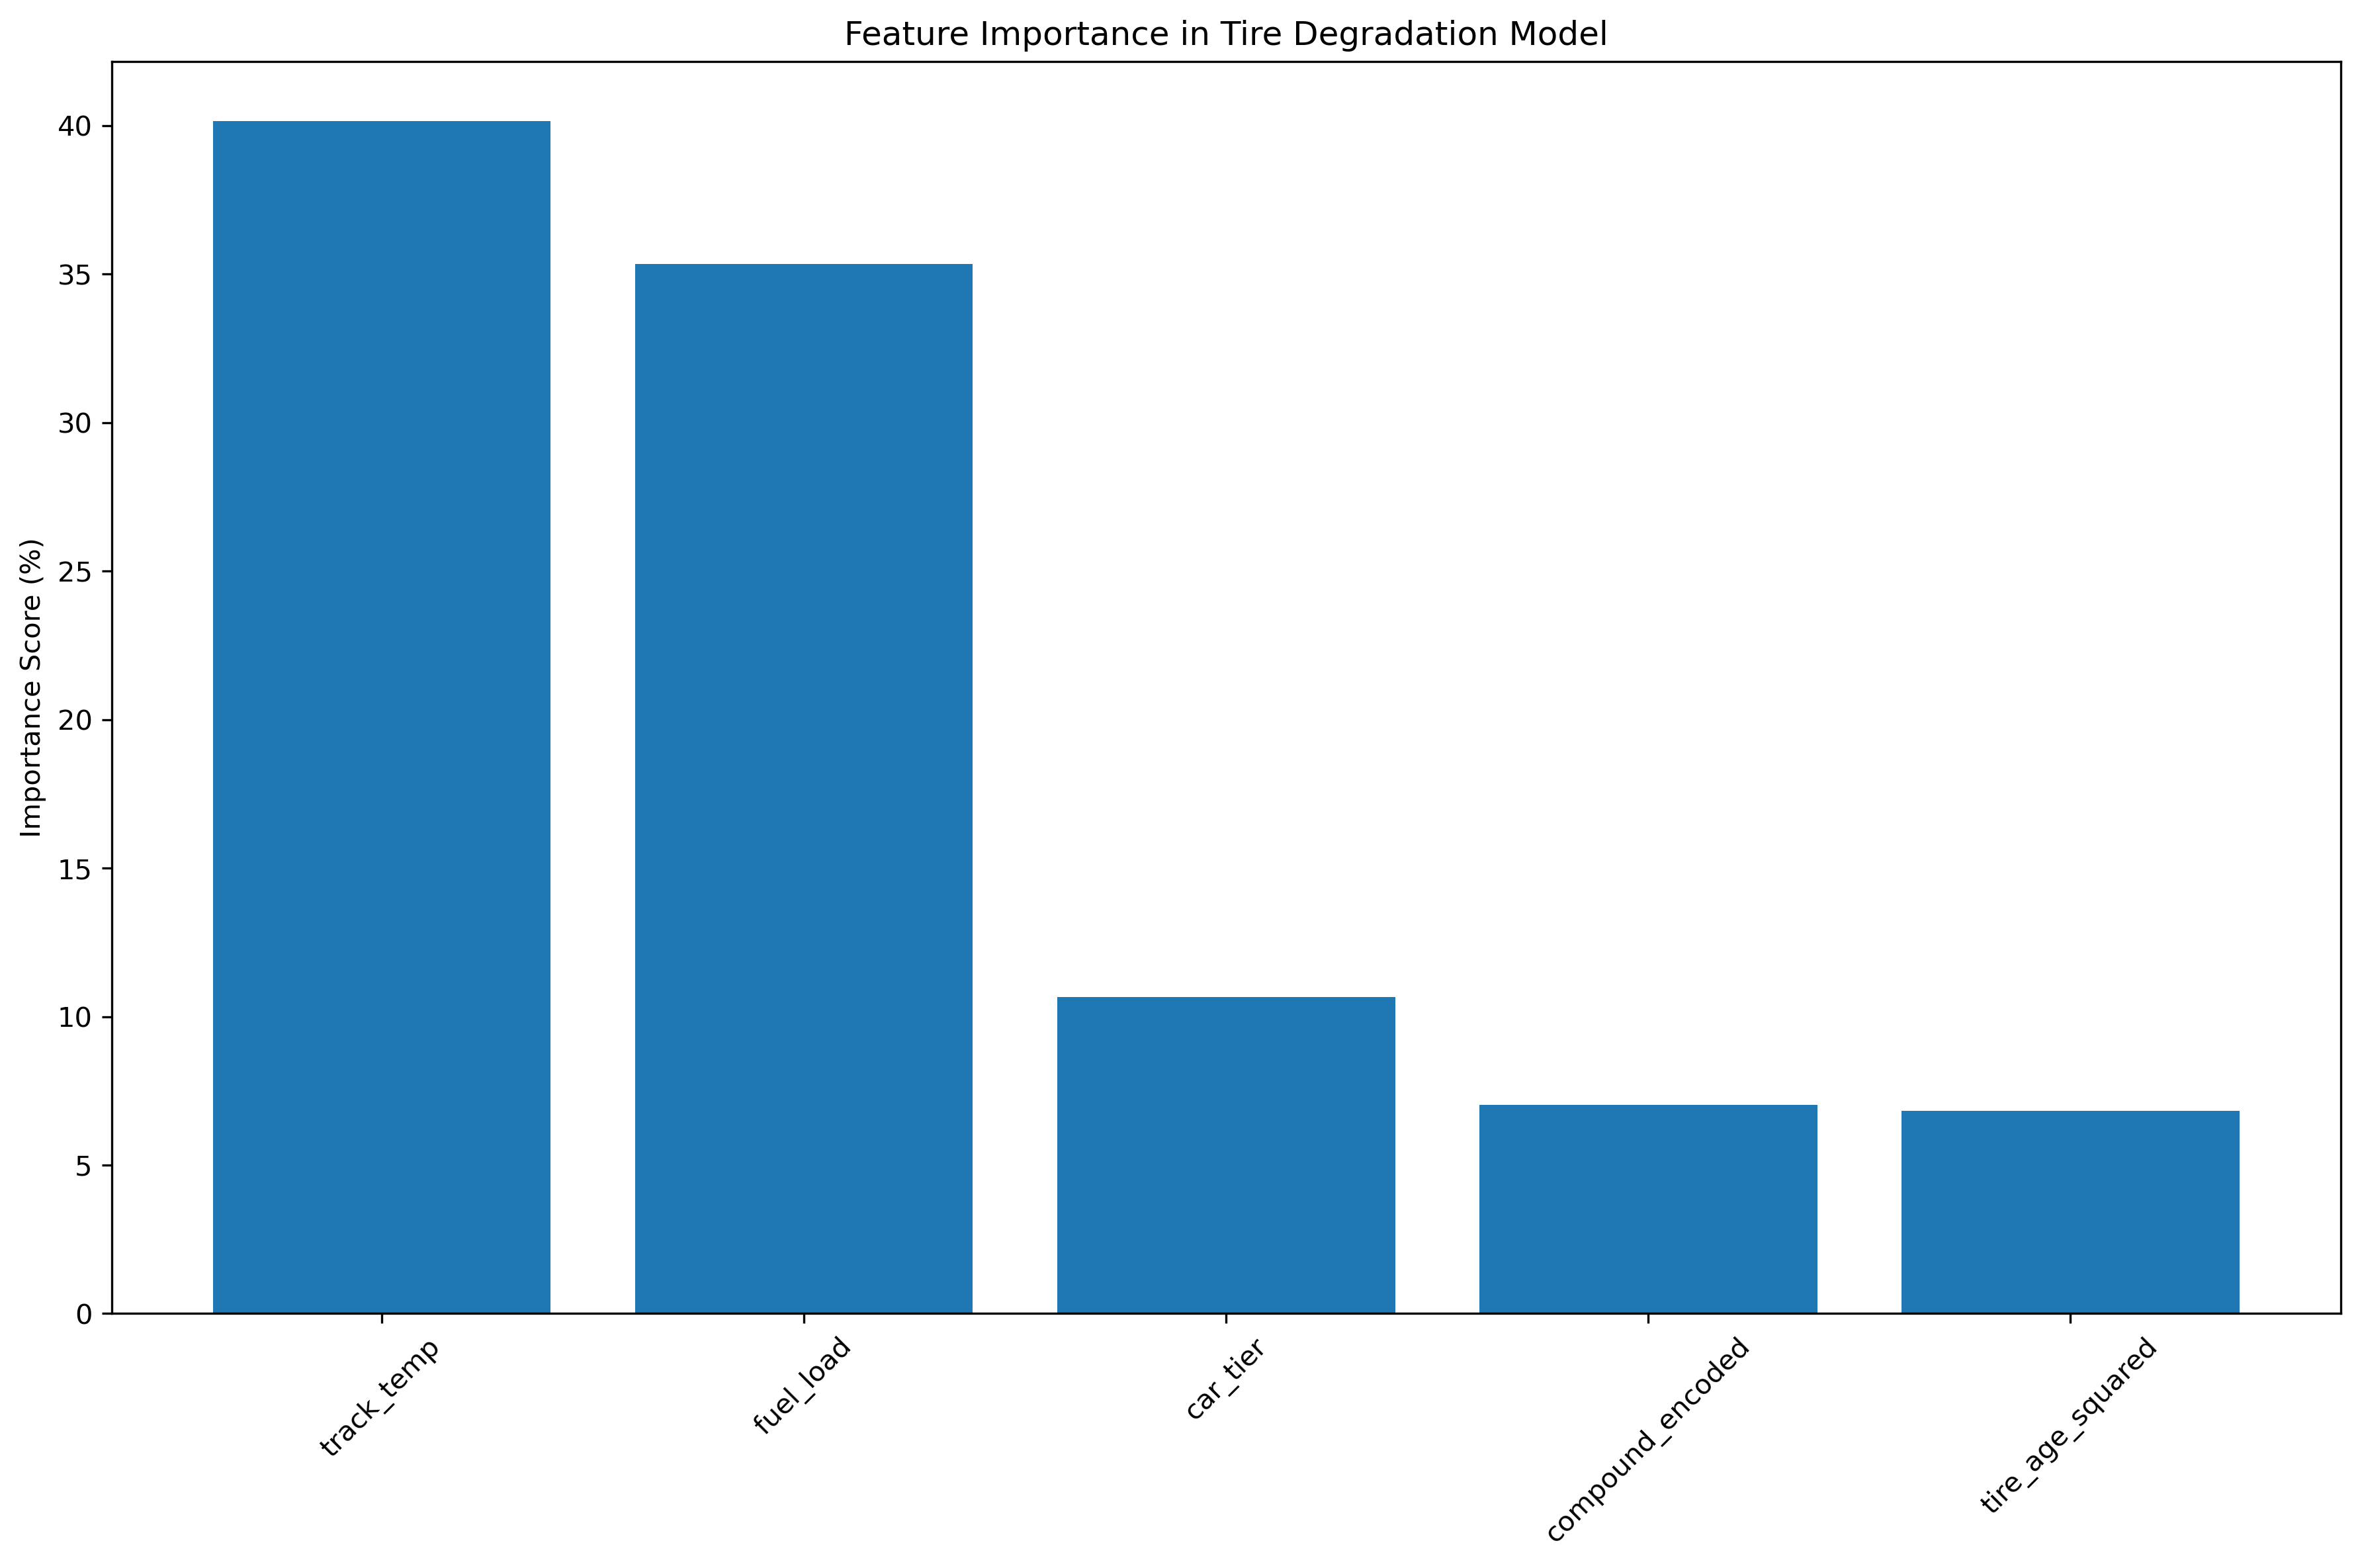 Feature Importance in Tire Degradation Model
Importance Score (%)
40
35
30
25
20
15
10
5
0
track_temp
fuel_load
car_tier
compound_encoded
tire_age_squared